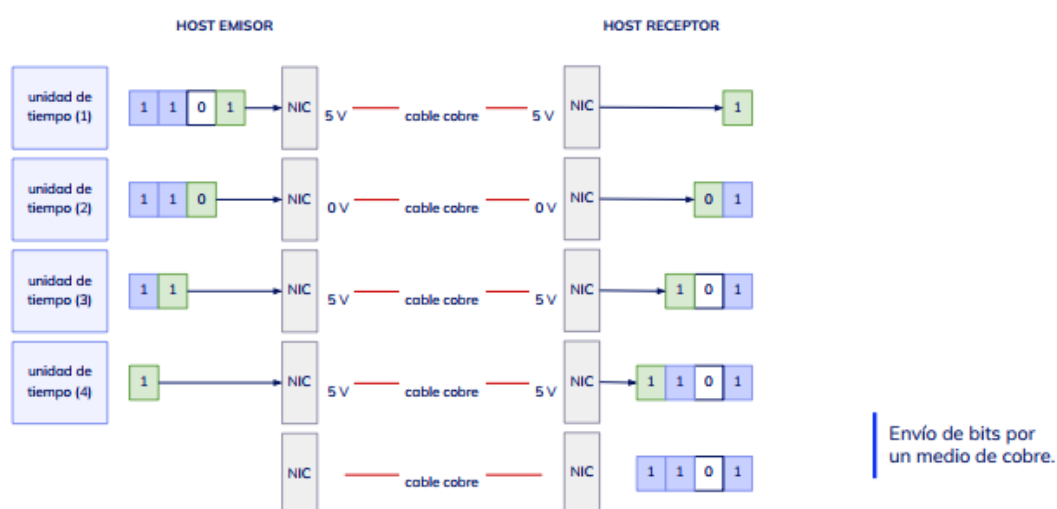 HOST EMISOR
HOST RECEPTOR
unidad de
tiempo (1)
1 1 0 1
NIC
5 V
cable cobre
5 V
NIC
1
unidad de
tiempo (2)
1 1 0
NIC
0 V
cable cobre
0 V
NIC
0 1
unidad de
tiempo (3)
1 1
NIC
5 V
cable cobre
5 V
NIC
1 0 1
unidad de
tiempo (4)
1
NIC
5 V
cable cobre
5 V
NIC
1 1 0 1
NIC
cable cobre
NIC
1 1 0 1
Envío de bits por
un medio de cobre.